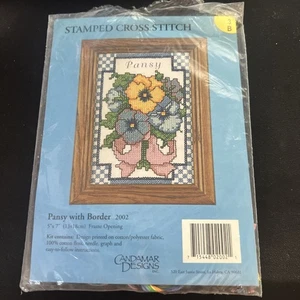 STAMPED CROSS STITCH
Pansy
Pansy with Border 2002
5" x 7" Frame Opening
Kit contains: Design printed on cotton/polyester fabric,
100% cotton floss, needle, graph and
easy-to-follow instructions.
CANDAMAR
DESIGNS
INC.